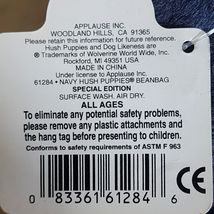 APPLAUSE INC.
WOODLAND HILLS, CA 91365
Please retain this information for future reference.
Hush Puppies and Dog Likeness are
® Trademarks of Wolverine World Wide, Inc.
Rockford, MI 49351 USA
MADE IN CHINA
Under license to Applause Inc.
61284 • NAVY HUSH PUPPIES® BEANBAG
SPECIAL EDITION
SURFACE WASH, AIR DRY.
ALL AGES
To eliminate any potential safety problems,
please remove any plastic attachments and
the hang tag before presenting to children.
Conforms to safety requirements of ASTM F 963
CE
0 83361 61284 6